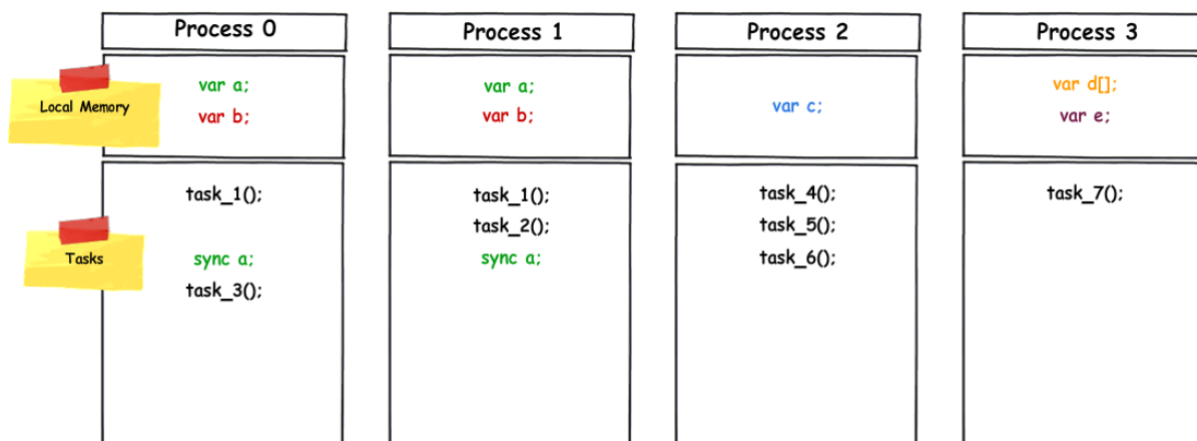 Process 0
Process 1
Process 2
Process 3
Local Memory
var a;
var b;
var a;
var b;
var c;
var d[];
var e;
Tasks
task_1();
sync a;
task_3();
task_1();
task_2();
sync a;
task_4();
task_5();
task_6();
task_7();